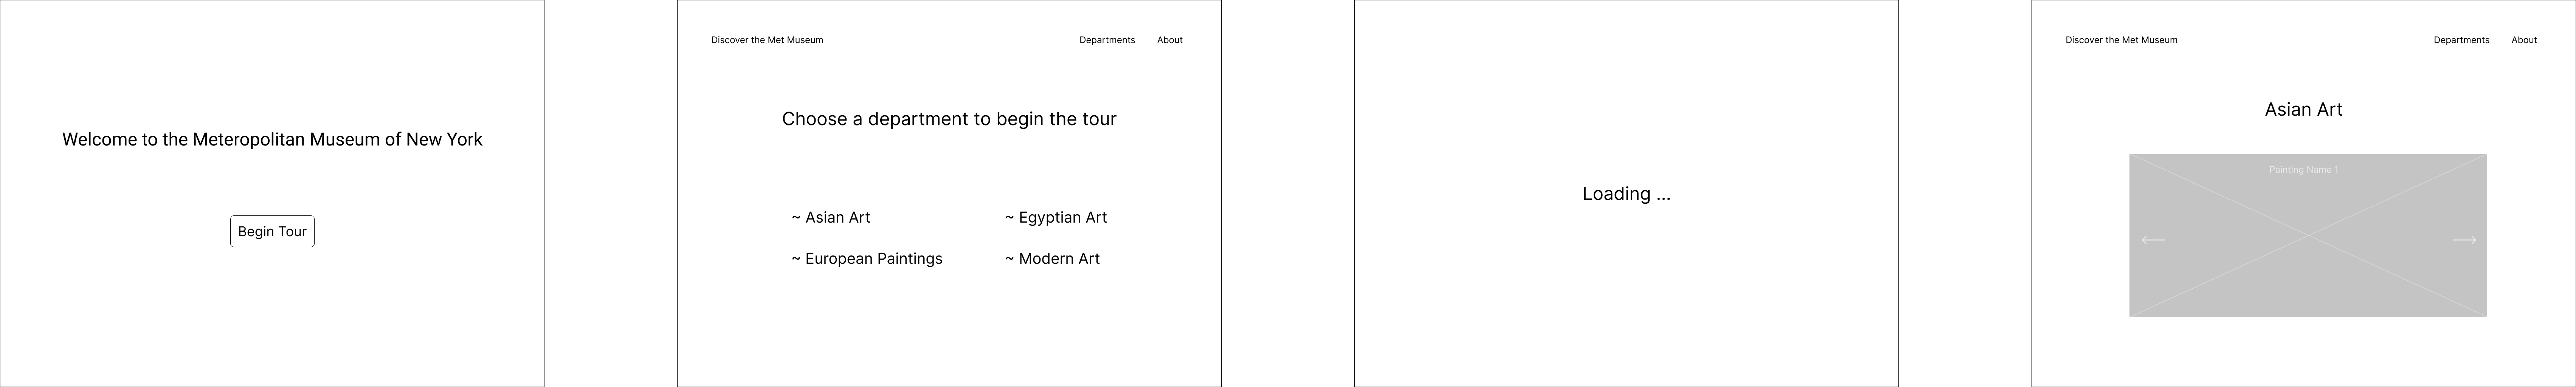 Welcome to the Meteropolitan Museum of New York
Begin Tour
Discover the Met Museum
Departments
About
Choose a department to begin the tour
~ Asian Art
~ Egyptian Art
~ European Paintings
~ Modern Art
Loading ...
Discover the Met Museum
Departments
About
Asian Art
Painting Name 1